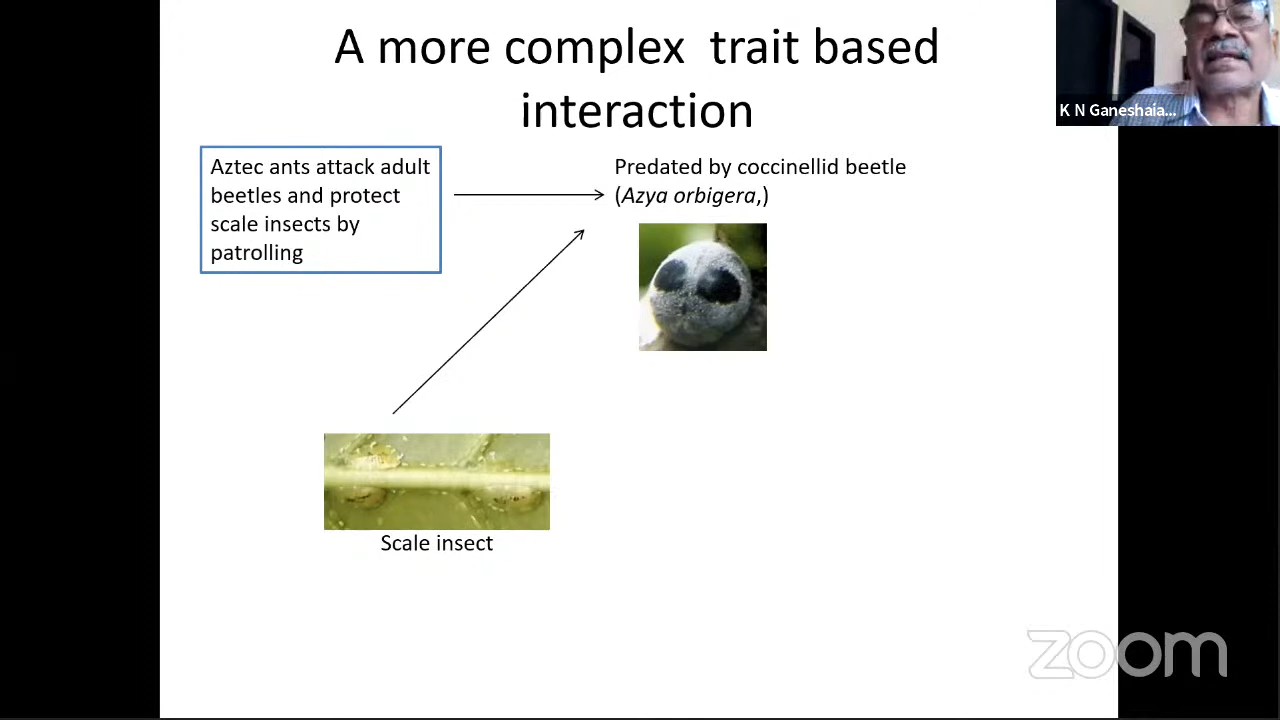 A more complex trait based
interaction
K N Ganeshaia...
Aztec ants attack adult
beetles and protect
scale insects by
patrolling
Predated by coccinellid beetle
(Azya orbigera,)
Scale insect
zoom